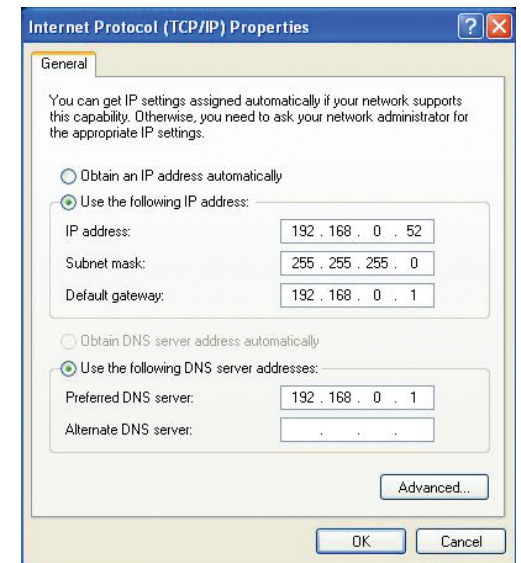 Internet Protocol (TCP/IP) Properties
General
You can get IP settings assigned automatically if your network supports
this capability. Otherwise, you need to ask your network administrator for
the appropriate IP settings.
Obtain an IP address automatically
Use the following IP address:
IP address: 192 . 168 . 0 . 52
Subnet mask: 255 . 255 . 255 . 0
Default gateway: 192 . 168 . 0 . 1
Obtain DNS server address automatically
Use the following DNS server addresses:
Preferred DNS server: 192 . 168 . 0 . 1
Alternate DNS server: . . .
Advanced...
OK Cancel